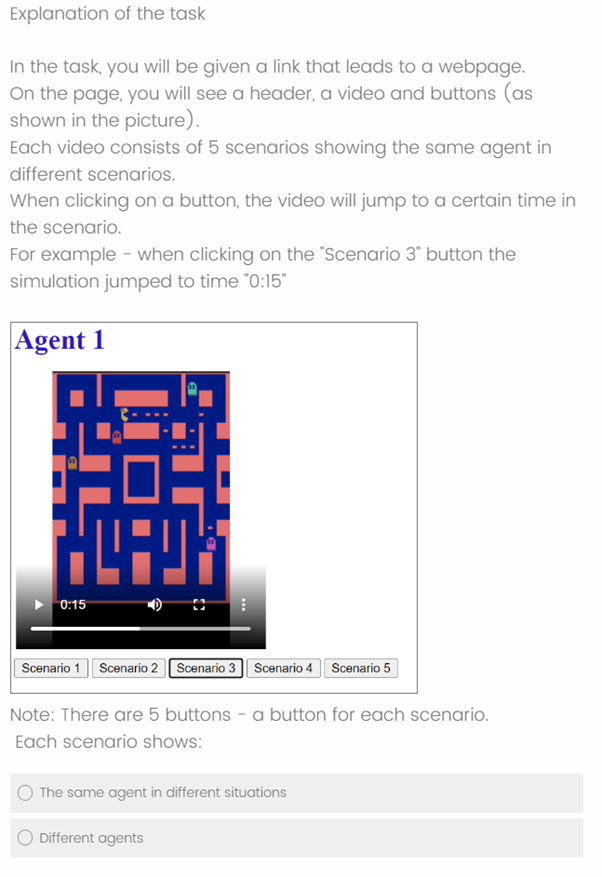 Explanation of the task
In the task, you will be given a link that leads to a webpage.
On the page, you will see a header, a video and buttons (as
shown in the picture).
Each video consists of 5 scenarios showing the same agent in
different scenarios.
When clicking on a button, the video will jump to a certain time in
the scenario.
For example - when clicking on the "Scenario 3" button the
simulation jumped to time "0:15"
Agent 1
0:15
Scenario 1 Scenario 2 Scenario 3 Scenario 4 Scenario 5
Note: There are 5 buttons - a button for each scenario.
Each scenario shows:
The same agent in different situations
Different agents